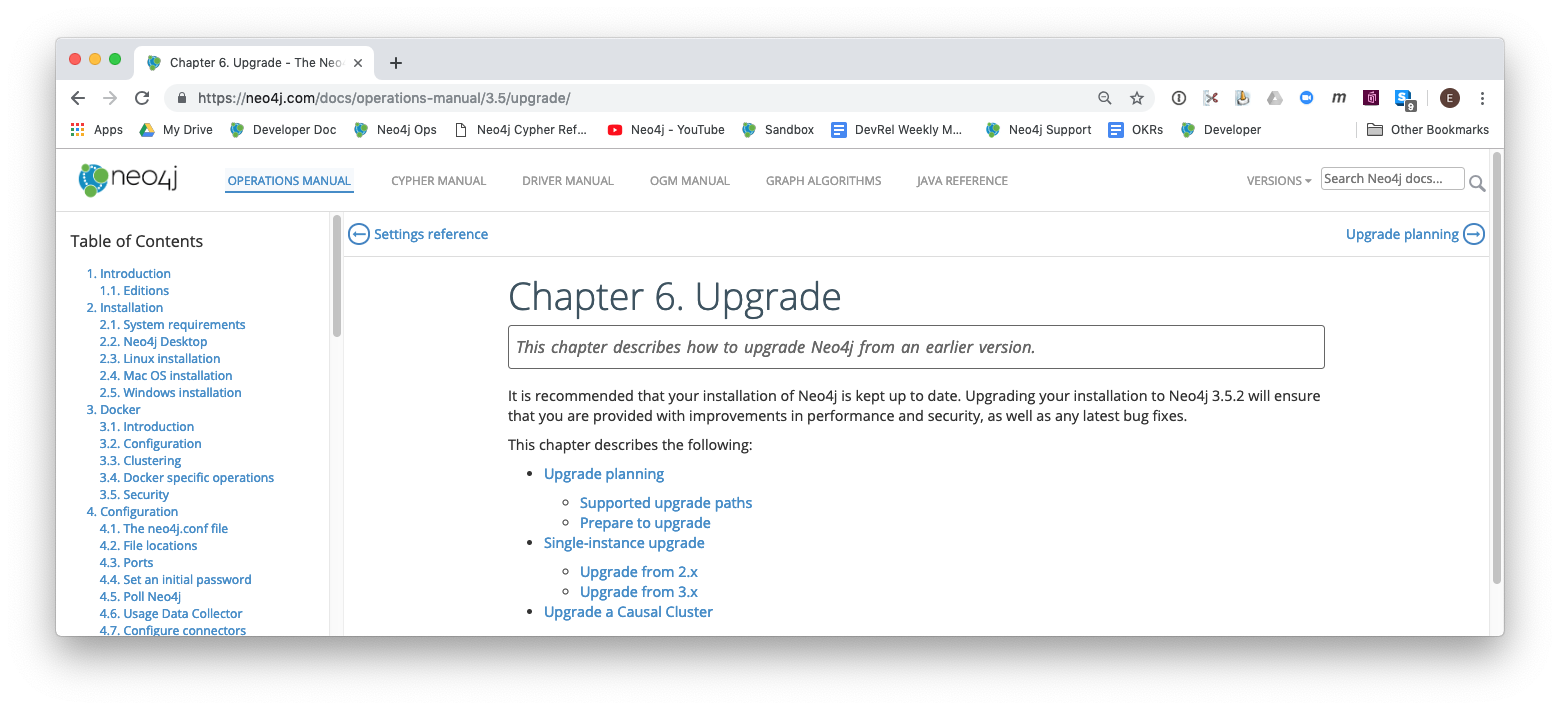 Chapter 6. Upgrade - The Neo
https://neo4j.com/docs/operations-manual/3.5/upgrade/
m
9
E
Apps My Drive Developer Doc Neo4j Ops Neo4j Cypher Ref... Neo4j - YouTube Sandbox DevRel Weekly M... Neo4j Support OKRs Developer Other Bookmarks
neo4j OPERATIONS MANUAL CYPHER MANUAL DRIVER MANUAL OGM MANUAL GRAPH ALGORITHMS JAVA REFERENCE VERSIONS Search Neo4j docs...
Settings reference Upgrade planning
Table of Contents
1. Introduction
1.1. Editions
2. Installation
2.1. System requirements
2.2. Neo4j Desktop
2.3. Linux installation
2.4. Mac OS installation
2.5. Windows installation
3. Docker
3.1. Introduction
3.2. Configuration
3.3. Clustering
3.4. Docker specific operations
3.5. Security
4. Configuration
4.1. The neo4j.conf file
4.2. File locations
4.3. Ports
4.4. Set an initial password
4.5. Poll Neo4j
4.6. Usage Data Collector
4.7. Configure connectors
Chapter 6. Upgrade
This chapter describes how to upgrade Neo4j from an earlier version.
It is recommended that your installation of Neo4j is kept up to date. Upgrading your installation to Neo4j 3.5.2 will ensure
that you are provided with improvements in performance and security, as well as any latest bug fixes.
This chapter describes the following:
• Upgrade planning
◦ Supported upgrade paths
◦ Prepare to upgrade
• Single-instance upgrade
◦ Upgrade from 2.x
◦ Upgrade from 3.x
• Upgrade a Causal Cluster